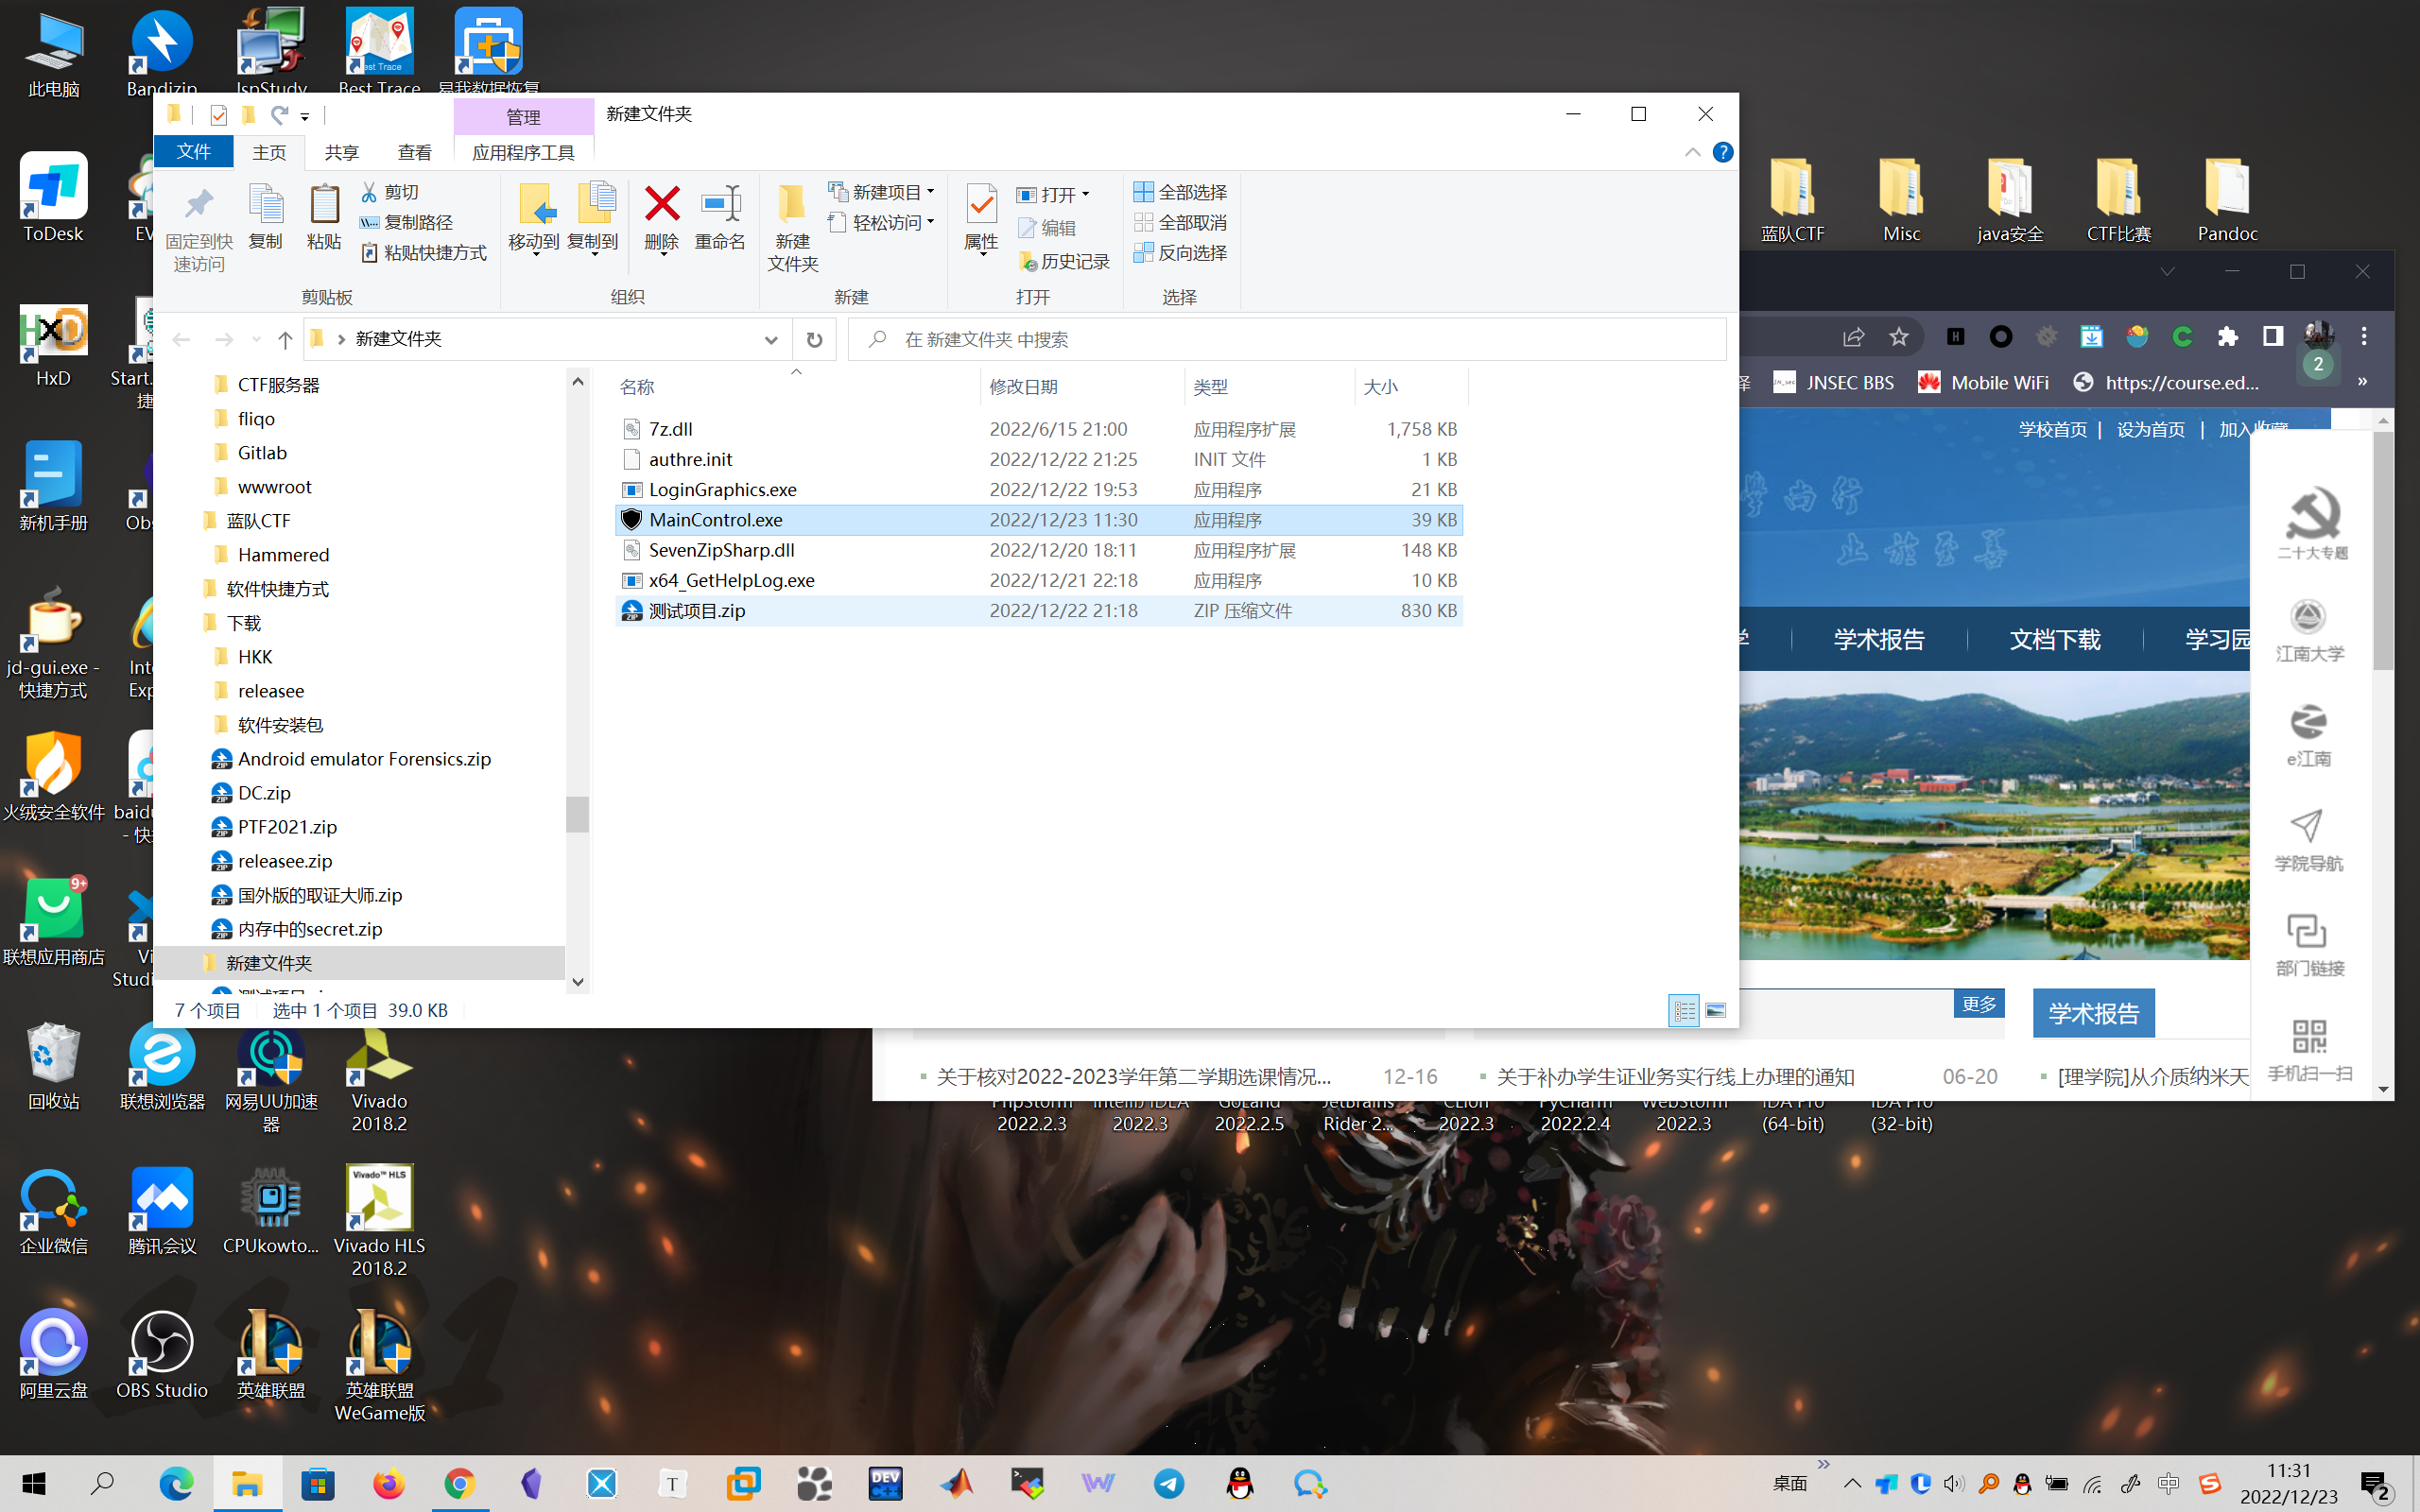 此电脑
Bandizip
IspStudy
Best Trace
易我数据恢复
ToDesk
EV
HxD
Start.
捷
新机手册
Obs
jd-gui.exe -
快捷方式
Inte
Exp
火绒安全软件
baidu
- 快
联想应用商店
9+
Vi
Studi
回收站
联想浏览器
网易UU加速
器
Vivado
2018.2
企业微信
腾讯会议
CPUkowto...
Vivado™ HLS
Vivado HLS
2018.2
阿里云盘
OBS Studio
英雄联盟
英雄联盟
WeGame版
管理
新建文件夹
文件
主页
共享
查看
应用程序工具
固定到快
速访问
复制
粘贴
剪切
复制路径
粘贴快捷方式
剪贴板
移动到
复制到
删除
重命名
组织
新建
文件夹
新建项目
轻松访问
新建
属性
打开
编辑
历史记录
打开
全部选择
全部取消
反向选择
选择
新建文件夹
在 新建文件夹 中搜索
CTF服务器
fliqo
Gitlab
wwwroot
蓝队CTF
Hammered
软件快捷方式
下载
HKK
releasee
软件安装包
Android emulator Forensics.zip
DC.zip
PTF2021.zip
releasee.zip
国外版的取证大师.zip
内存中的secret.zip
新建文件夹
名称 修改日期 类型 大小
7z.dll 2022/6/15 21:00 应用程序扩展 1,758 KB
authre.init 2022/12/22 21:25 INIT 文件 1 KB
LoginGraphics.exe 2022/12/22 19:53 应用程序 21 KB
MainControl.exe 2022/12/23 11:30 应用程序 39 KB
SevenZipSharp.dll 2022/12/20 18:11 应用程序扩展 148 KB
x64_GetHelpLog.exe 2022/12/21 22:18 应用程序 10 KB
测试项目.zip 2022/12/22 21:18 ZIP 压缩文件 830 KB
7 个项目 选中 1 个项目 39.0 KB
蓝队CTF
Misc
java安全
CTF比赛
Pandoc
JNSEC BBS
Mobile WiFi
https://course.ed...
2
»
学校首页 | 设为首页 | 加入收藏
学术报告
文档下载
学习园
二十大专题
江南大学
e江南
学院导航
部门链接
手机扫一扫
更多
学术报告
关于核对2022-2023学年第二学期选课情况... 12-16
关于补办学生证业务实行线上办理的通知 06-20
[理学院]从介质纳米天
PhpStorm
2022.2.3
IntelliJ IDEA
2022.3
GoLand
2022.2.5
JetBrains
Rider 2...
CLion
2022.3
PyCharm
2022.2.4
WebStorm
2022.3
IDA Pro
(64-bit)
IDA Pro
(32-bit)
DEV
C++
T
桌面
»
中
11:31
2022/12/23
2